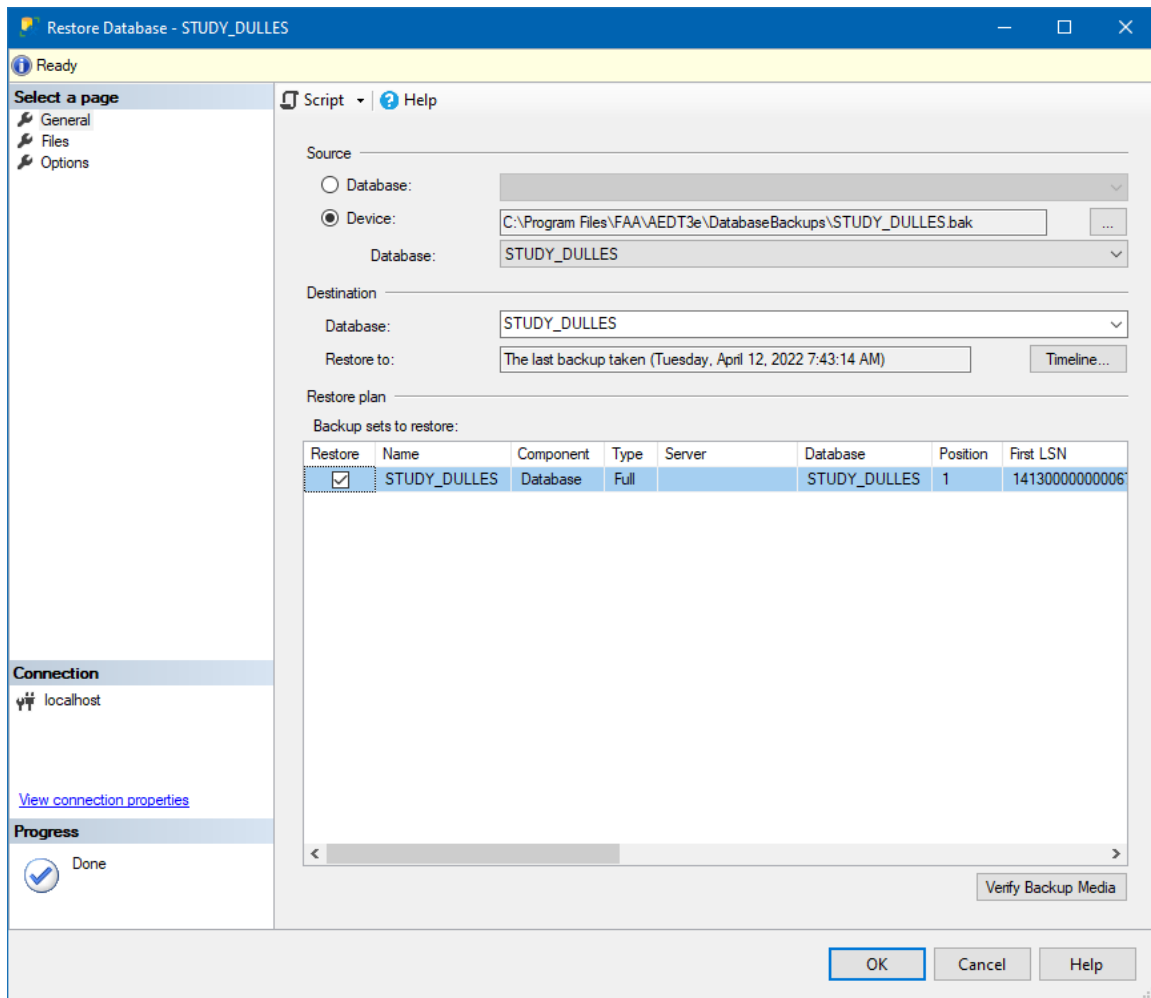 Restore Database - STUDY_DULLES
Ready
Select a page
General
Files
Options
Script
Help
Source
Database:
Device:
C:\Program Files\FAA\AEDT3e\DatabaseBackups\STUDY_DULLES.bak
...
Database:
STUDY_DULLES
Destination
Database:
STUDY_DULLES
Restore to:
The last backup taken (Tuesday, April 12, 2022 7:43:14 AM)
Timeline...
Restore plan
Backup sets to restore:
Restore Name Component Type Server Database Position First LSN
STUDY_DULLES Database Full STUDY_DULLES 1
Connection
localhost
View connection properties
Progress
Done
Verify Backup Media
OK Cancel Help